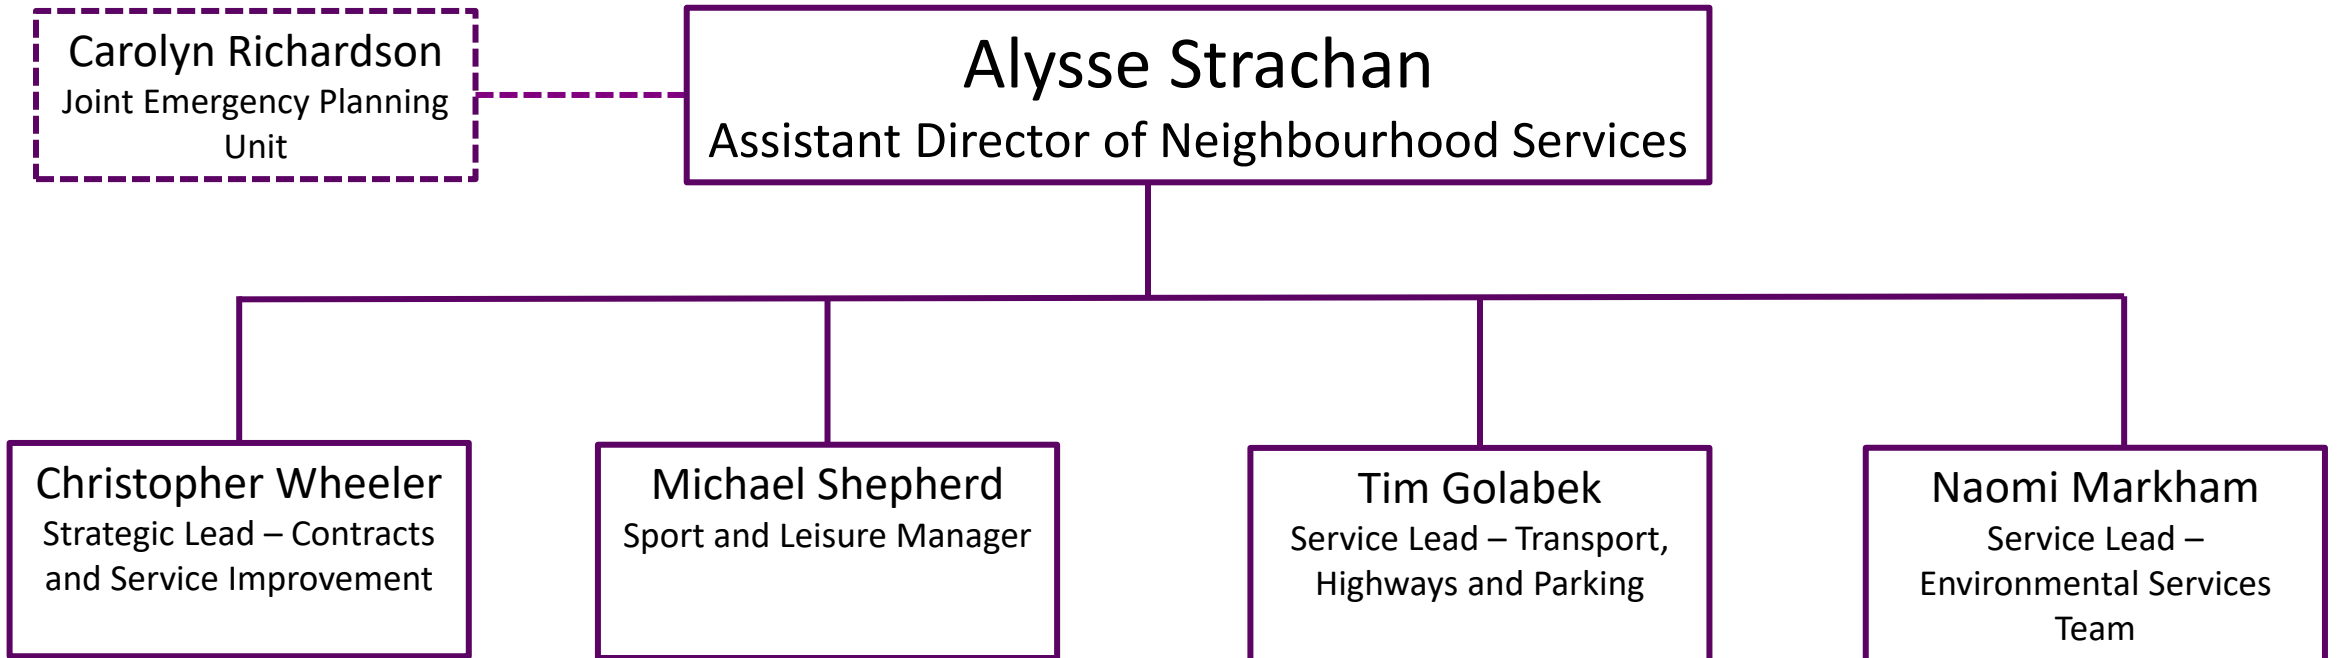 Carolyn Richardson
Joint Emergency Planning
Unit
Alysse Strachan
Assistant Director of Neighbourhood Services
Christopher Wheeler
Strategic Lead – Contracts
and Service Improvement
Michael Shepherd
Sport and Leisure Manager
Tim Golabek
Service Lead – Transport,
Highways and Parking
Naomi Markham
Service Lead –
Environmental Services
Team